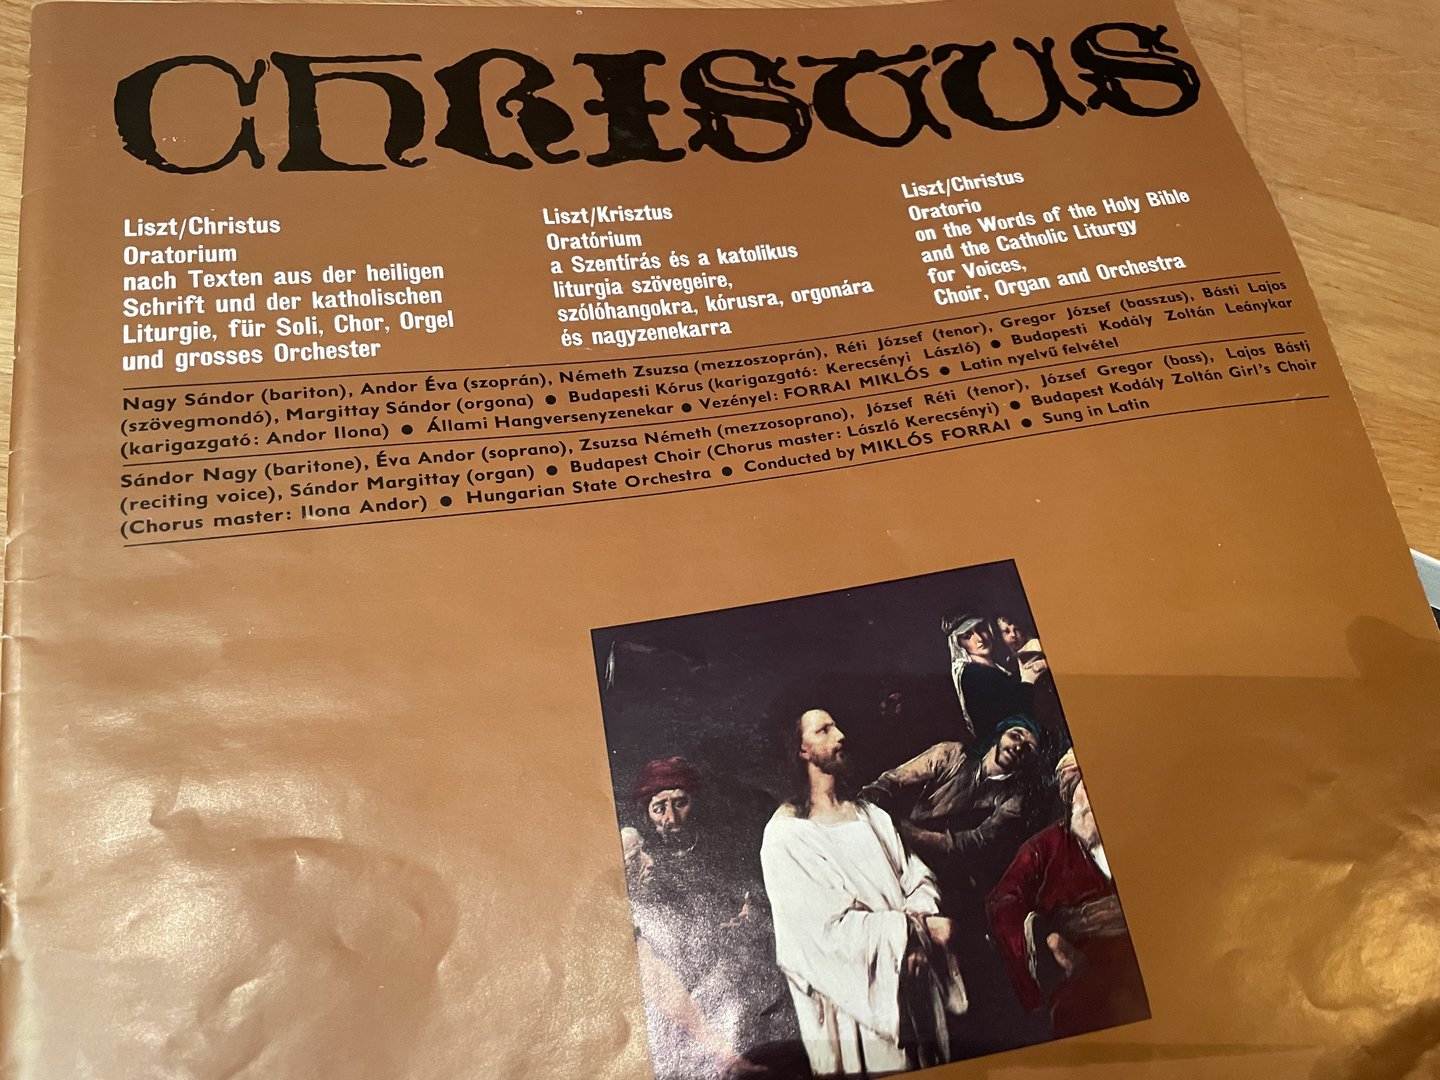 CHRISTUS
Liszt/Christus
Oratorium
nach Texten aus der heiligen
Schrift und der katholischen
Liturgie, für Soli, Chor, Orgel
und grosses Orchester
Liszt/Krisztus
Oratórium
a Szentírás és a katolikus
liturgia szövegeire,
szólóhangokra, kórusra, orgonára
és nagyzenekarra
Liszt/Christus
Oratorio
on the Words of the Holy Bible
and the Catholic Liturgy
for Voices,
Choir, Organ and Orchestra
Nagy Sándor (bariton), Andor Éva (szoprán), Németh Zsuzsa (mezzoszoprán), Réti József (tenor), Gregor József (basszus), Básti Lajos
(szövegmondó), Margittay Sándor (orgona) ● Budapesti Kórus (karigazgató: Kerecsényi László) ● Budapesti Kodály Zoltán Leánykar
(karigazgató: Andor Ilona) ● Állami Hangversenyzenekar ● Vezényel: FORRAI MIKLÓS ● Latin nyelvű felvétel
Sándor Nagy (baritone), Éva Andor (soprano), Zsuzsa Németh (mezzosoprano), József Réti (tenor), József Gregor (bass), Lajos Básti
(reciting voice), Sándor Margittay (organ) ● Budapest Choir (Chorus master: László Kerecsényi) ● Budapest Kodály Zoltán Girl's Choir
(Chorus master: Ilona Andor) ● Hungarian State Orchestra ● Conducted by MIKLÓS FORRAI ● Sung in Latin